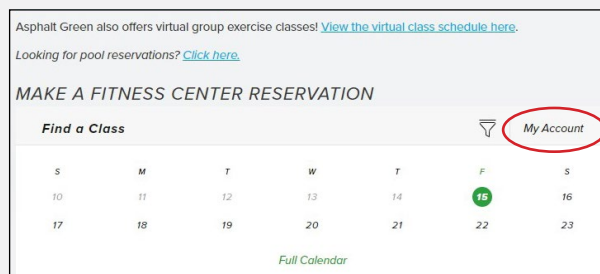 Asphalt Green also offers virtual group exercise classes! View the virtual class schedule here.
Looking for pool reservations? Click here.
MAKE A FITNESS CENTER RESERVATION
Find a Class My Account
S M T W T F S
10 11 12 13 14 15 16
17 18 19 20 21 22 23
Full Calendar